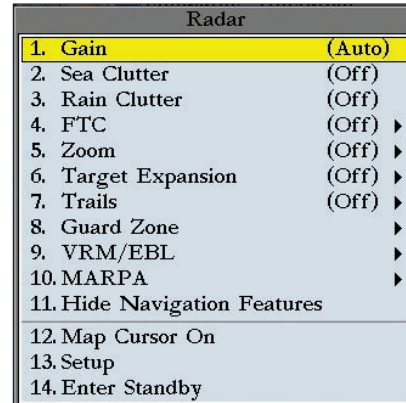 Radar
1. Gain (Auto)
2. Sea Clutter (Off)
3. Rain Clutter (Off)
4. FTC (Off)
5. Zoom (Off)
6. Target Expansion (Off)
7. Trails (Off)
8. Guard Zone
9. VRM/EBL
10. MARPA
11. Hide Navigation Features
12. Map Cursor On
13. Setup
14. Enter Standby